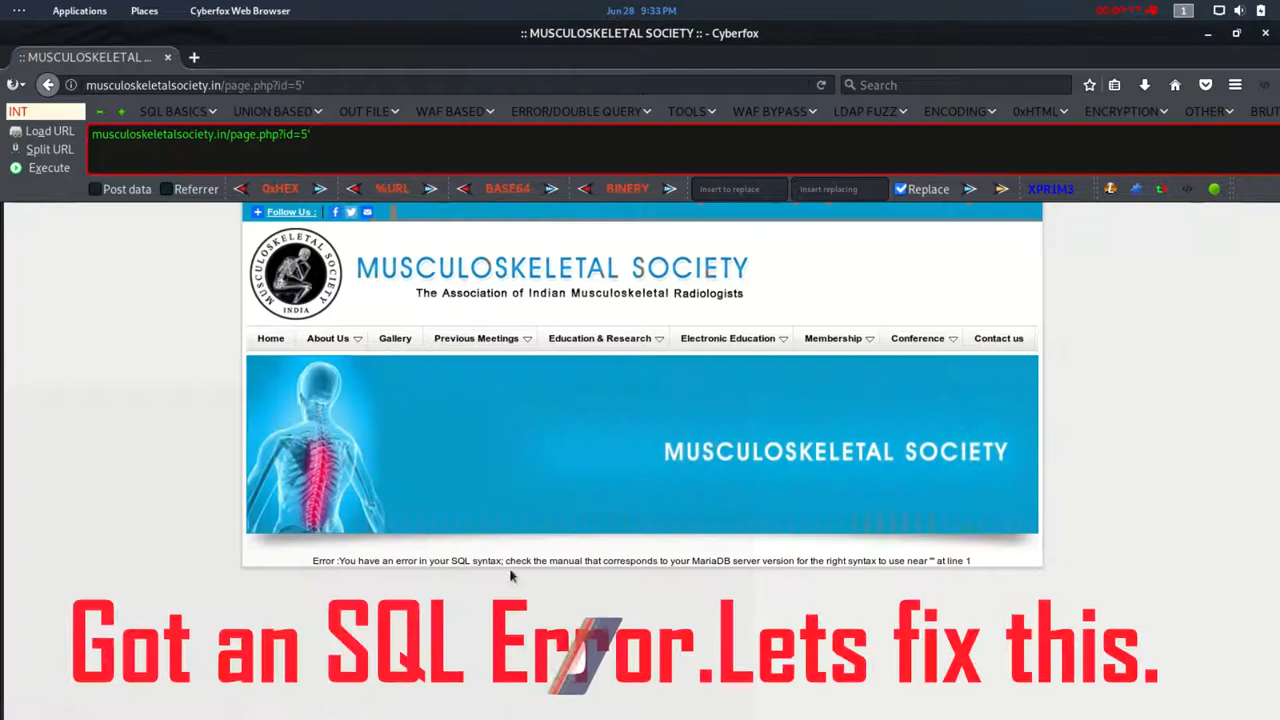 Applications Places Cyberfox Web Browser Jun 28 9:33 PM 1
:: MUSCULOSKELETAL SOCIETY :: - Cyberfox
:: MUSCULOSKELETAL ...
musculoskeletalsociety.in/page.php?id=5' Search
INT SQL BASICS UNION BASED OUT FILE WAF BASED ERROR/DOUBLE QUERY TOOLS WAF BYPASS LDAP FUZZ ENCODING 0xHTML ENCRYPTION OTHER
Load URL musculoskeletalsociety.in/page.php?id=5'
Split URL
Execute
Post data Referrer 0xHEX %URL BASE64 BINERY Insert to replace Insert replacing Replace XPR1M3
Follow Us :
MUSCULOSKELETAL SOCIETY INDIA
MUSCULOSKELETAL SOCIETY
The Association of Indian Musculoskeletal Radiologists
Home About Us Gallery Previous Meetings Education & Research Electronic Education Membership Conference Contact us
MUSCULOSKELETAL SOCIETY
Error :You have an error in your SQL syntax; check the manual that corresponds to your MariaDB server version for the right syntax to use near ''' at line 1
Got an SQL Error.Lets fix this.